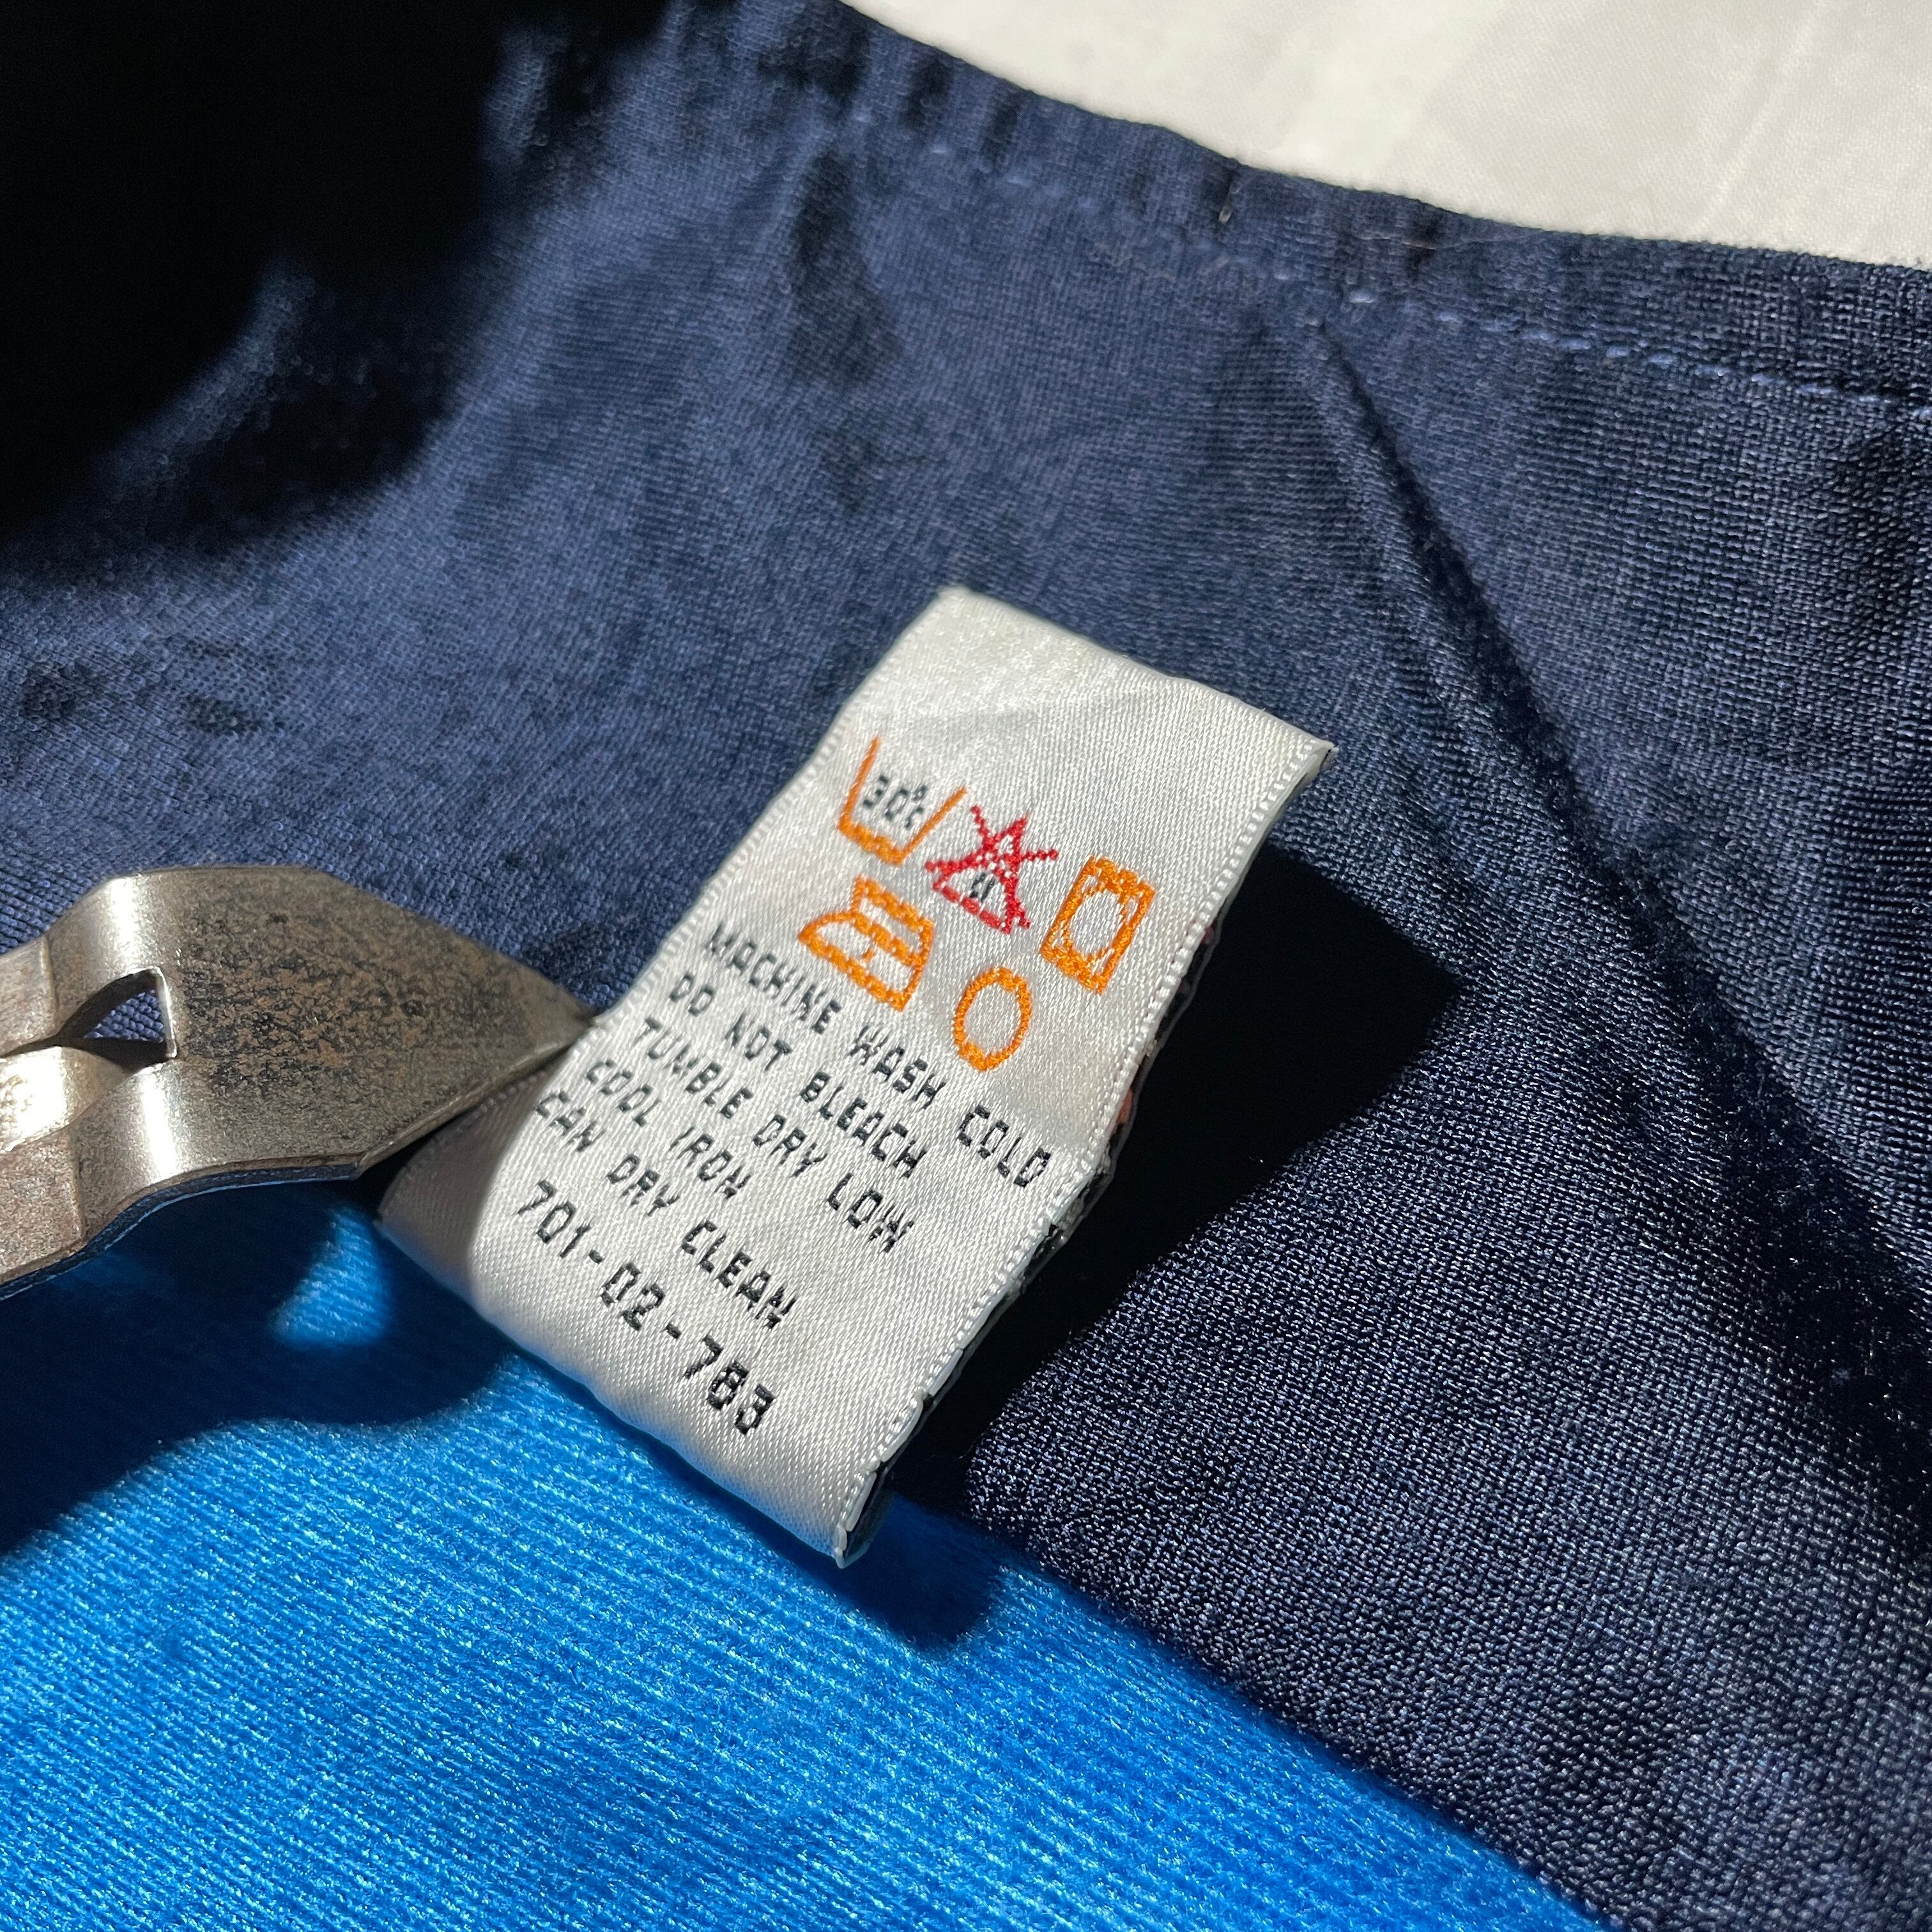 30°C
MACHINE WASH COLD
DO NOT BLEACH
TUMBLE DRY LOW
COOL IRON
CAN DRY CLEAN
701-02-783